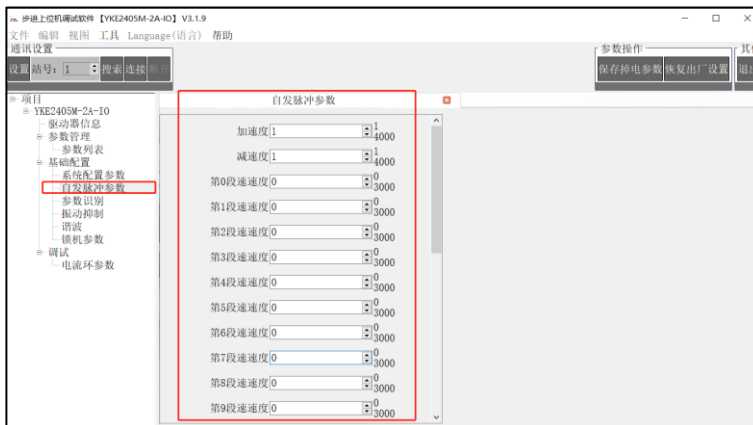 步进上位机调试软件 【YKE2405M-2A-IO】 V3.1.9
文件 编辑 视图 工具 Language(语言) 帮助
通讯设置 参数操作 其
设置 站号: 1 搜索 连接 断开 保存掉电参数 恢复出厂设置 退出
项目
YKE2405M-2A-IO
驱动器信息
参数管理
参数列表
基础配置
系统配置参数
自发脉冲参数
参数识别
振动抑制
谐波
锁机参数
调试
电流环参数
自发脉冲参数
加速度 1 1 4000
减速度 1 1 4000
第0段速速度 0 0 3000
第1段速速度 0 0 3000
第2段速速度 0 0 3000
第3段速速度 0 0 3000
第4段速速度 0 0 3000
第5段速速度 0 0 3000
第6段速速度 0 0 3000
第7段速速度 0 0 3000
第8段速速度 0 0 3000
第9段速速度 0 0 3000